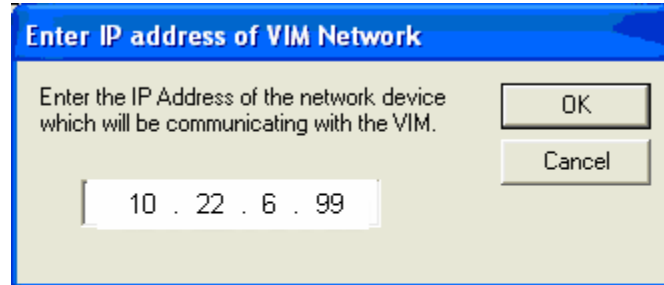 Enter IP address of VIM Network
Enter the IP Address of the network device
which will be communicating with the VIM.
OK
Cancel
10 . 22 . 6 . 99